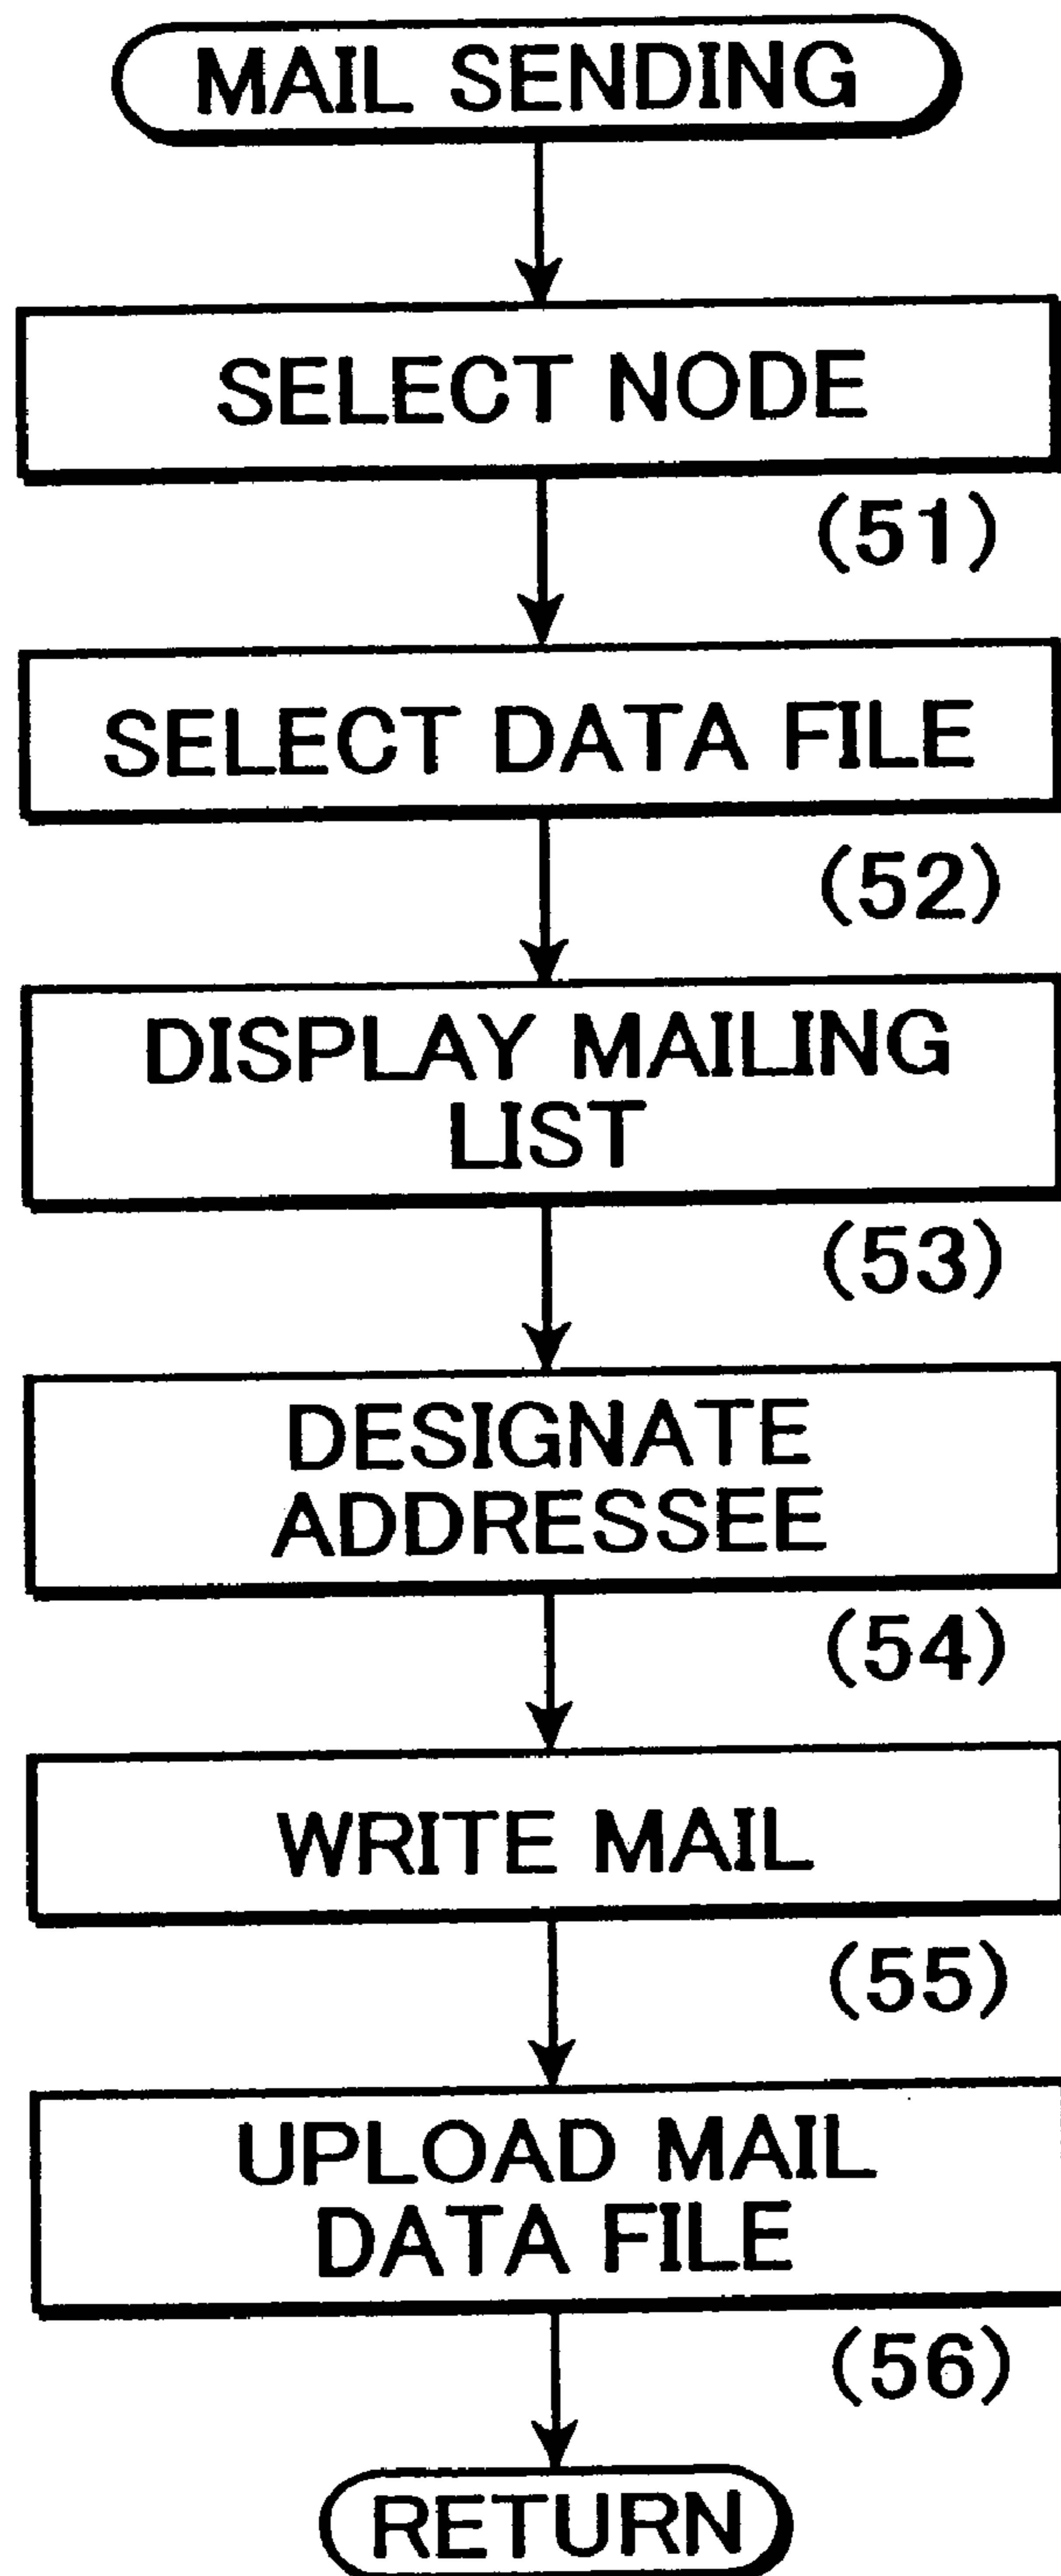 MAIL SENDING
SELECT NODE
(51)
SELECT DATA FILE
(52)
DISPLAY MAILING
LIST
(53)
DESIGNATE
ADDRESSEE
(54)
WRITE MAIL
(55)
UPLOAD MAIL
DATA FILE
(56)
RETURN